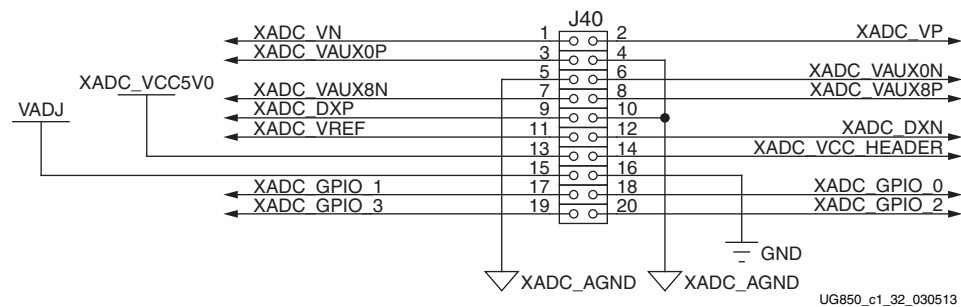 J40
XADC_VN 1 2 XADC_VP
XADC_VAUX0P 3 4
5 6 XADC_VAUX0N
XADC_VCC5V0
XADC_VAUX8N 7 8 XADC_VAUX8P
VADJ
XADC_DXP 9 10
XADC_VREF 11 12 XADC_DXN
13 14 XADC_VCC_HEADER
15 16
XADC_GPIO_1 17 18 XADC_GPIO_0
XADC_GPIO_3 19 20 XADC_GPIO_2
GND
XADC_AGND XADC_AGND
UG850_c1_32_030513